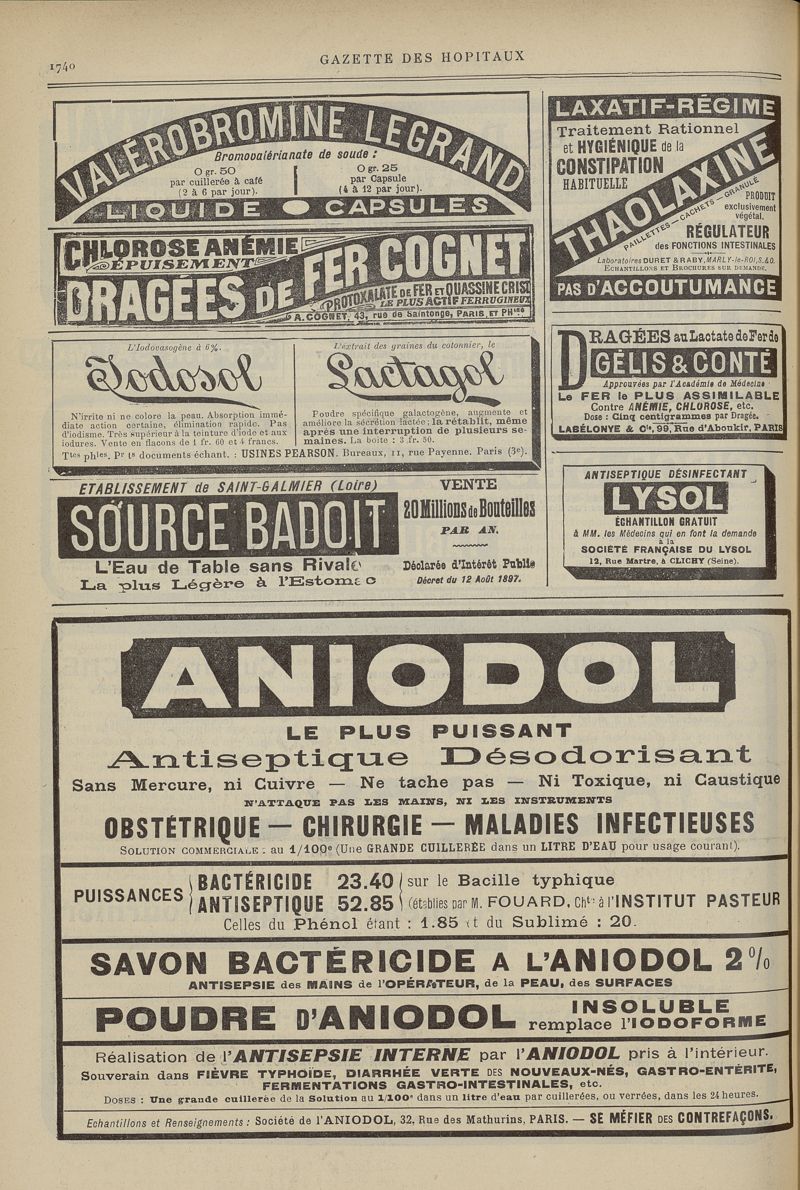 1740
GAZETTE DES HOPITAUX
VALÉROBROMINE LEGRAND
Bromovalérianate de soude :
0 gr. 50
par cuillerée à café
(2 à 6 par jour).
0 gr. 25
par Capsule
(4 à 12 par jour).
LIQUIDE CAPSULES
CHLOROSE ANÉMIE
ÉPUISEMENT
DRAGÉES DE FER COGNET
PROTOXALATE DE FER ET QUASSINE CRIST
LE PLUS ACTIF FERRUGINEUX
A. COGNET, 43, rue de Saintonge, PARIS, ET PHies
L'Iodovasogène à 6%.
Iodosol
N'irrite ni ne colore la peau. Absorption immé-
diate action certaine, élimination rapide. Pas
d'iodisme. Très supérieur à la teinture d'iode et aux
iodures. Vente en flacons de 1 fr. 60 et 4 francs.
L'extrait des graines du cotonnier, le
Lactagol
Poudre spécifique galactogène, augmente et
améliore la sécrétion lactée; la rétablit, même
après une interruption de plusieurs se-
maines. La boîte : 3 fr. 50.
Ttes phies. Pr ts documents échant. : USINES PEARSON. Bureaux, 11, rue Payenne. Paris (3e).
ETABLISSEMENT de SAINT-GALMIER (Loire)
SOURCE BADOIT
L'Eau de Table sans Rivale
La plus Légère à l'Estomac
VENTE
20 Millions de Bouteilles
PAR AN.
Déclarée d'Intérêt Public
Décret du 12 Août 1897.
LAXATIF-RÉGIME
Traitement Rationnel
et HYGIÉNIQUE de la
CONSTIPATION
HABITUELLE
THAOLAXINE
PAILLETTES - CACHETS - GRANULÉ
PRODUIT
exclusivement
végétal.
RÉGULATEUR
des FONCTIONS INTESTINALES
Laboratoires DURET & RABY, MARLY-le-ROI, S.&O.
ECHANTILLONS ET BROCHURES SUR DEMANDE.
PAS D'ACCOUTUMANCE
DRAGÉES au Lactate de Fer de
GÉLIS & CONTÉ
Approuvées par l'Académie de Médecine
Le FER le PLUS ASSIMILABLE
Contre ANÉMIE, CHLOROSE, etc.
Dose : Cinq centigrammes par Dragée.
LABÉLONYE & Cie, 99, Rue d'Aboukir, PARIS
ANTISEPTIQUE DÉSINFECTANT
LYSOL
ÉCHANTILLON GRATUIT
à MM. les Médecins qui en font la demande
à la
SOCIÉTÉ FRANÇAISE DU LYSOL
12, Rue Martre, à CLICHY (Seine).
ANIODOL
LE PLUS PUISSANT
Antiseptique Désodorisant
Sans Mercure, ni Cuivre — Ne tache pas — Ni Toxique, ni Caustique
N'ATTAQUE PAS LES MAINS, NI LES INSTRUMENTS
OBSTÉTRIQUE — CHIRURGIE — MALADIES INFECTIEUSES
SOLUTION COMMERCIALE : au 1/100e (Une GRANDE CUILLERÉE dans un LITRE D'EAU pour usage courant).
PUISSANCES
BACTÉRICIDE 23.40 sur le Bacille typhique
ANTISEPTIQUE 52.85 (établies par M. FOUARD, Chte à l'INSTITUT PASTEUR
Celles du Phénol étant : 1.85 et du Sublimé : 20.
SAVON BACTÉRICIDE A L'ANIODOL 2%
ANTISEPSIE des MAINS de l'OPÉRATEUR, de la PEAU, des SURFACES
POUDRE D'ANIODOL INSOLUBLE
remplace l'IODOFORME
Réalisation de l'ANTISEPSIE INTERNE par l'ANIODOL pris à l'intérieur.
Souverain dans FIÈVRE TYPHOÏDE, DIARRHÉE VERTE DES NOUVEAUX-NÉS, GASTRO-ENTÉRITE,
FERMENTATIONS GASTRO-INTESTINALES, etc.
DOSES : Une grande cuillerée de la Solution au 1/100e dans un litre d'eau par cuillerées, ou verrées, dans les 24 heures.
Echantillons et Renseignements : Société de l'ANIODOL, 32, Rue des Mathurins, PARIS. — SE MÉFIER DES CONTREFAÇONS.